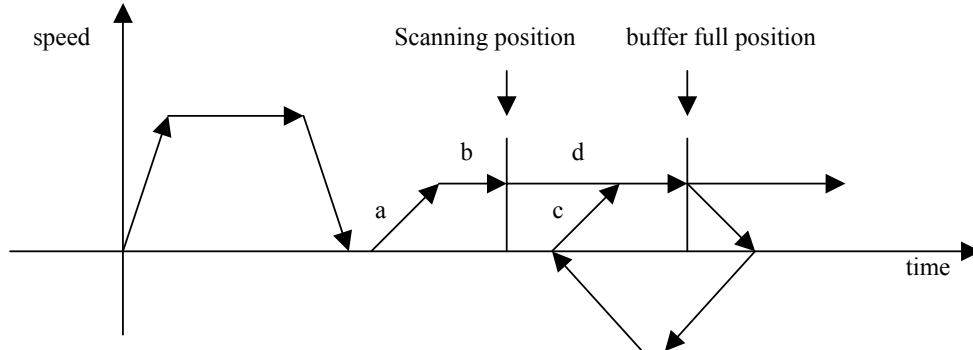 speed
Scanning position
buffer full position
b
d
a
c
time